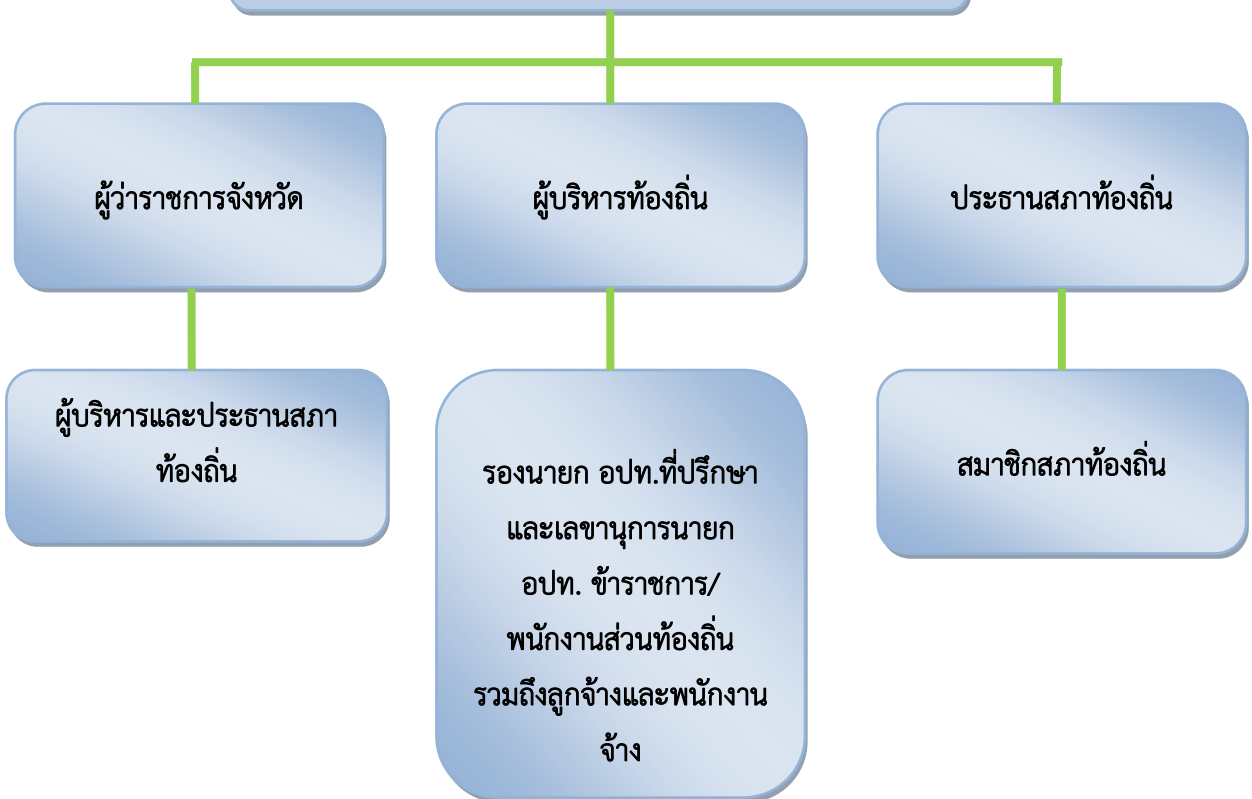 ผู้ว่าราชการจังหวัด
ผู้บริหารท้องถิ่น
ประธานสภาท้องถิ่น
ผู้บริหารและประธานสภา
ท้องถิ่น
รองนายก อปท.ที่ปรึกษา
และเลขานุการนายก
อปท. ข้าราชการ/
พนักงานส่วนท้องถิ่น
รวมถึงลูกจ้างและพนักงาน
จ้าง
สมาชิกสภาท้องถิ่น